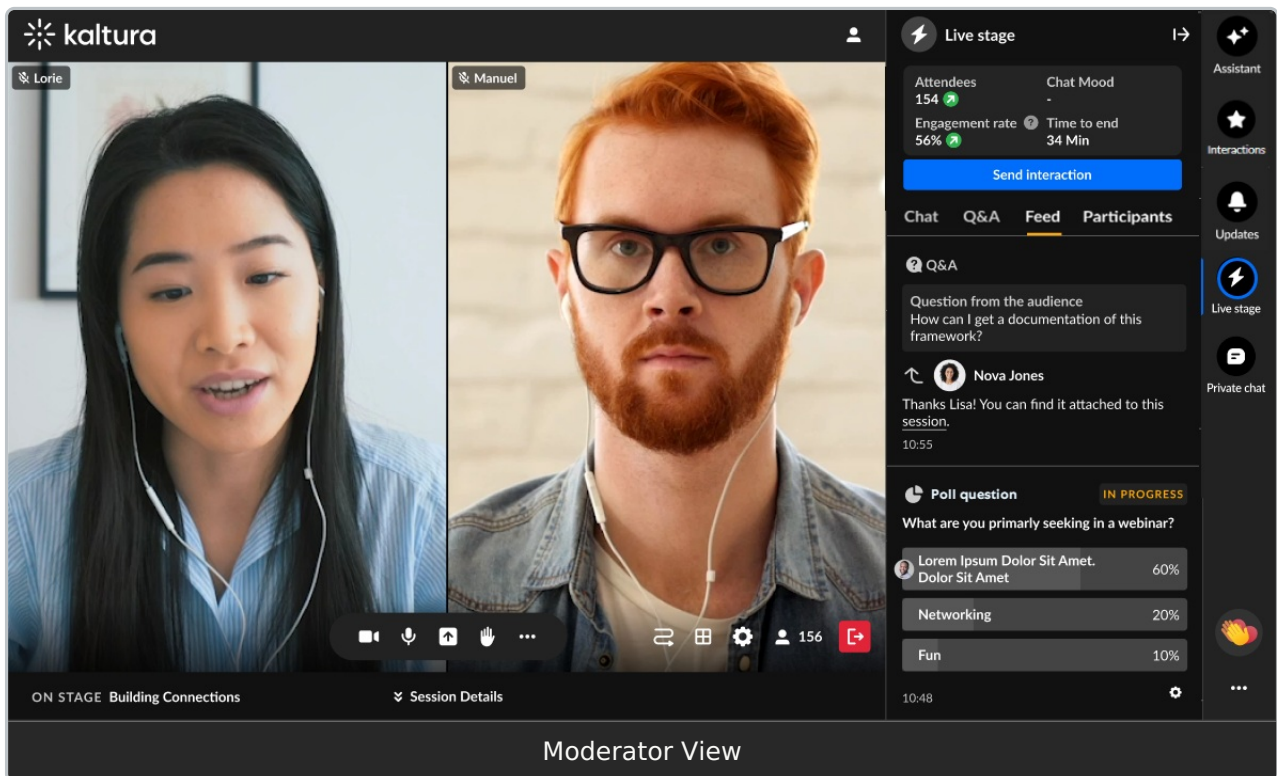 kaltura
Lorie
Manuel
156
ON STAGE Building Connections
Session Details
Live stage
Attendees
154
Chat Mood
-
Engagement rate ?
56%
Time to end
34 Min
Send interaction
Chat Q&A Feed Participants
Q&A
Question from the audience
How can I get a documentation of this
framework?
Nova Jones
Thanks Lisa! You can find it attached to this
session.
10:55
Poll question IN PROGRESS
What are you primarly seeking in a webinar?
Lorem Ipsum Dolor Sit Amet.
Dolor Sit Amet 60%
Networking 20%
Fun 10%
10:48
Assistant
Interactions
Updates
Live stage
Private chat
Moderator View